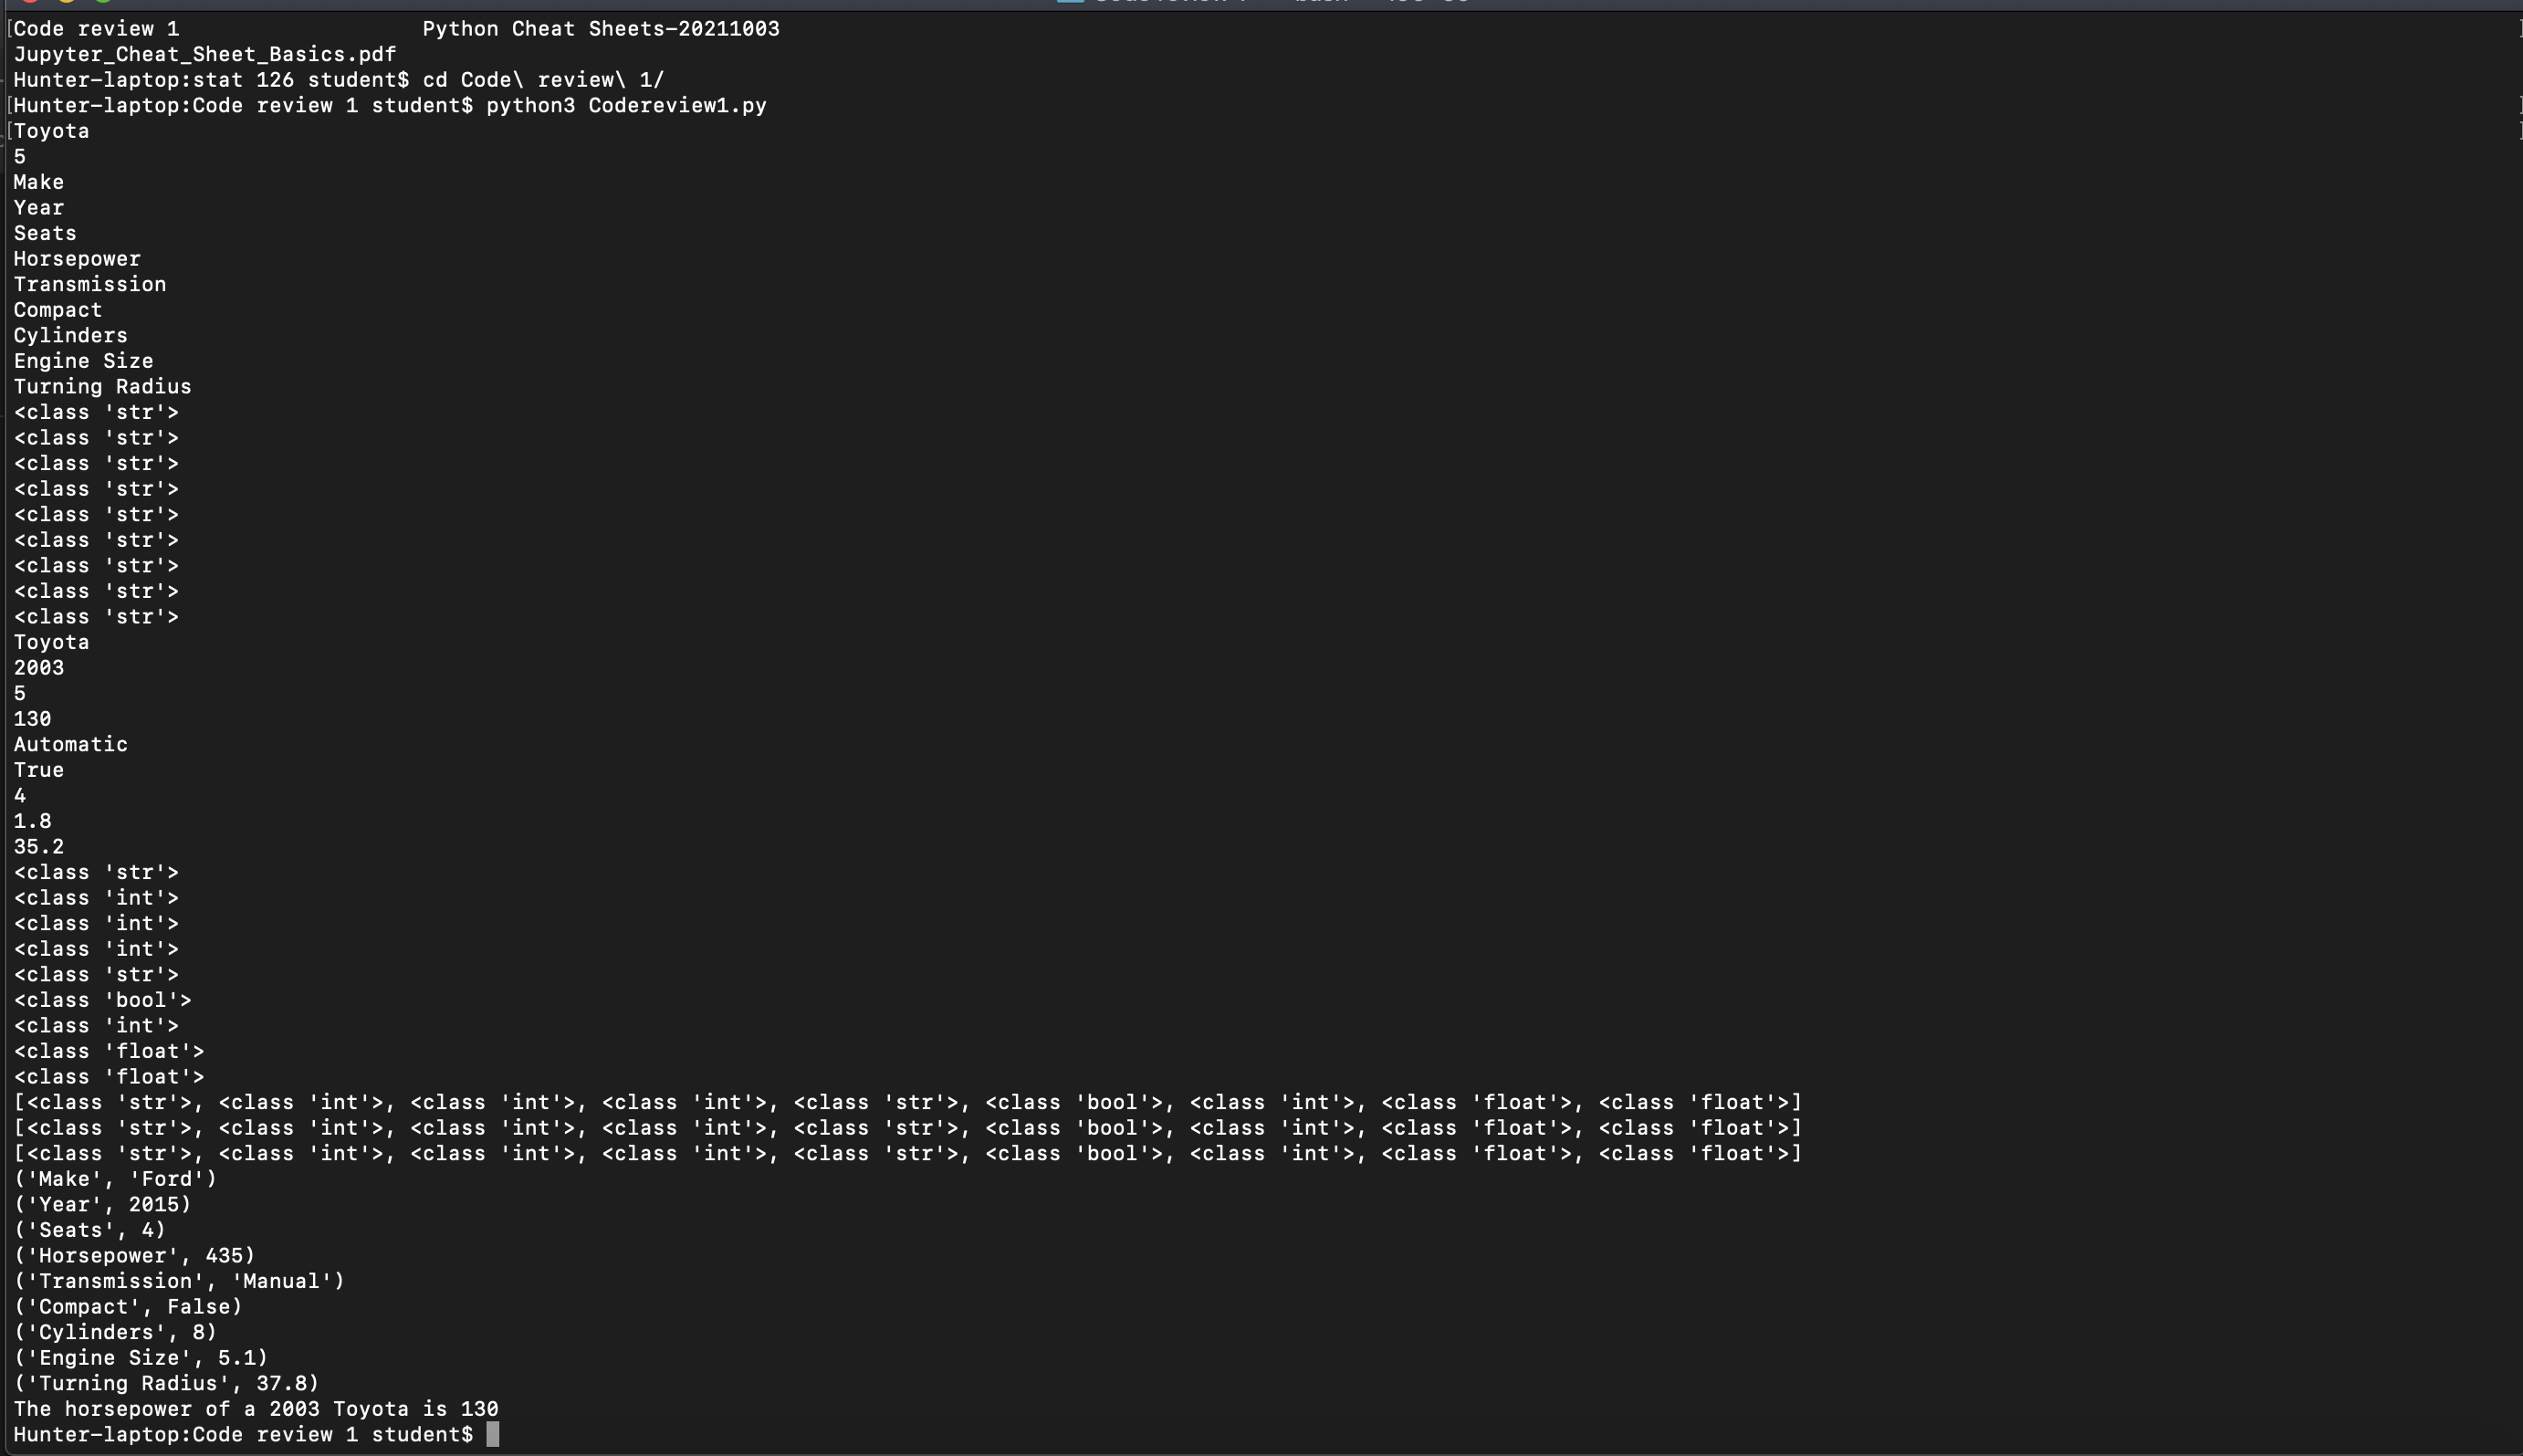 [Code review 1                   Python Cheat Sheets-20211003                    ]
Jupyter_Cheat_Sheet_Basics.pdf
Hunter-laptop:stat 126 student$ cd Code\ review\ 1/
[Hunter-laptop:Code review 1 student$ python3 Codereview1.py                    ]
[Toyota                    ]
5
Make
Year
Seats
Horsepower
Transmission
Compact
Cylinders
Engine Size
Turning Radius
<class 'str'>
<class 'str'>
<class 'str'>
<class 'str'>
<class 'str'>
<class 'str'>
<class 'str'>
<class 'str'>
<class 'str'>
Toyota
2003
5
130
Automatic
True
4
1.8
35.2
<class 'str'>
<class 'int'>
<class 'int'>
<class 'int'>
<class 'str'>
<class 'bool'>
<class 'int'>
<class 'float'>
<class 'float'>
[<class 'str'>, <class 'int'>, <class 'int'>, <class 'int'>, <class 'str'>, <class 'bool'>, <class 'int'>, <class 'float'>, <class 'float'>]
[<class 'str'>, <class 'int'>, <class 'int'>, <class 'int'>, <class 'str'>, <class 'bool'>, <class 'int'>, <class 'float'>, <class 'float'>]
[<class 'str'>, <class 'int'>, <class 'int'>, <class 'int'>, <class 'str'>, <class 'bool'>, <class 'int'>, <class 'float'>, <class 'float'>]
('Make', 'Ford')
('Year', 2015)
('Seats', 4)
('Horsepower', 435)
('Transmission', 'Manual')
('Compact', False)
('Cylinders', 8)
('Engine Size', 5.1)
('Turning Radius', 37.8)
The horsepower of a 2003 Toyota is 130
Hunter-laptop:Code review 1 student$